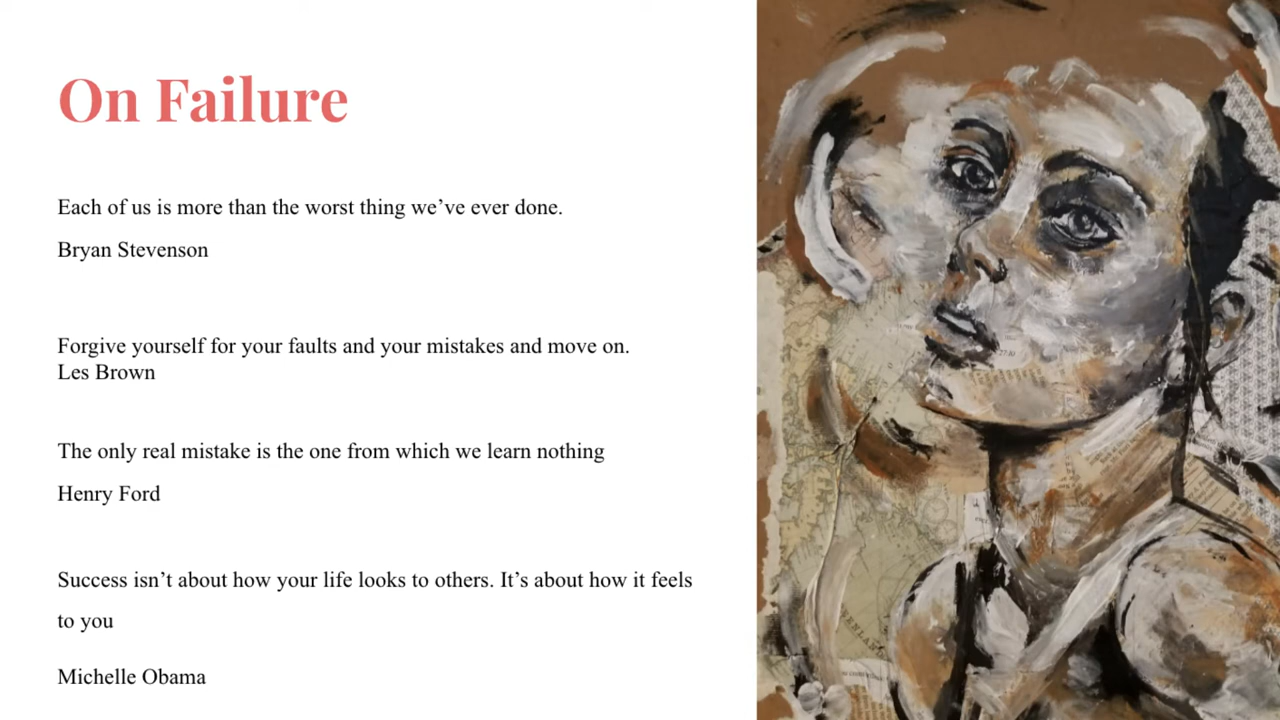 On Failure
Each of us is more than the worst thing we’ve ever done.
Bryan Stevenson
Forgive yourself for your faults and your mistakes and move on.
Les Brown
The only real mistake is the one from which we learn nothing
Henry Ford
Success isn’t about how your life looks to others. It’s about how it feels
to you
Michelle Obama